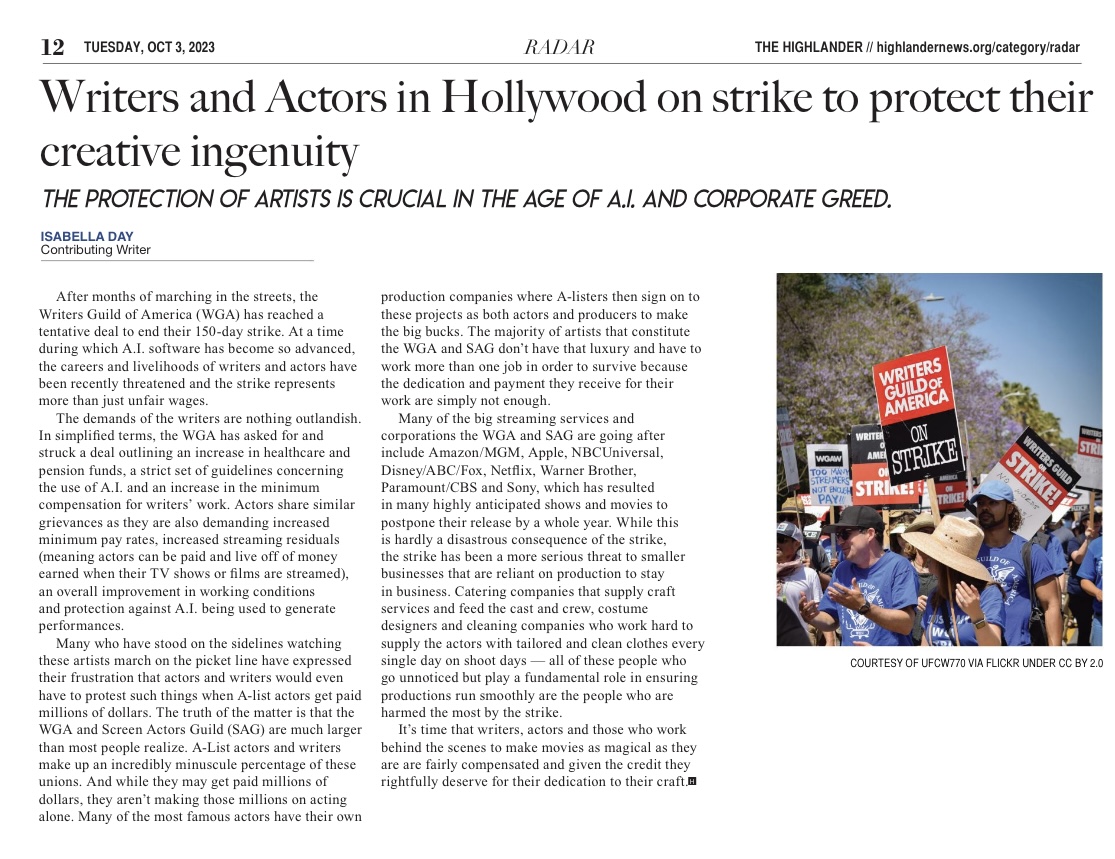 12 TUESDAY, OCT 3, 2023 RADAR THE HIGHLANDER // highlandernews.org/category/radar
Writers and Actors in Hollywood on strike to protect their
creative ingenuity
THE PROTECTION OF ARTISTS IS CRUCIAL IN THE AGE OF A.I. AND CORPORATE GREED.
ISABELLA DAY
Contributing Writer
After months of marching in the streets, the
Writers Guild of America (WGA) has reached a
tentative deal to end their 150-day strike. At a time
during which A.I. software has become so advanced,
the careers and livelihoods of writers and actors have
been recently threatened and the strike represents
more than just unfair wages.
The demands of the writers are nothing outlandish.
In simplified terms, the WGA has asked for and
struck a deal outlining an increase in healthcare and
pension funds, a strict set of guidelines concerning
the use of A.I. and an increase in the minimum
compensation for writers' work. Actors share similar
grievances as they are also demanding increased
minimum pay rates, increased streaming residuals
(meaning actors can be paid and live off of money
earned when their TV shows or films are streamed),
an overall improvement in working conditions
and protection against A.I. being used to generate
performances.
Many who have stood on the sidelines watching
these artists march on the picket line have expressed
their frustration that actors and writers would even
have to protest such things when A-list actors get paid
millions of dollars. The truth of the matter is that the
WGA and Screen Actors Guild (SAG) are much larger
than most people realize. A-List actors and writers
make up an incredibly minuscule percentage of these
unions. And while they may get paid millions of
dollars, they aren't making those millions on acting
alone. Many of the most famous actors have their own
production companies where A-listers then sign on to
these projects as both actors and producers to make
the big bucks. The majority of artists that constitute
the WGA and SAG don't have that luxury and have to
work more than one job in order to survive because
the dedication and payment they receive for their
work are simply not enough.
Many of the big streaming services and
corporations the WGA and SAG are going after
include Amazon/MGM, Apple, NBCUniversal,
Disney/ABC/Fox, Netflix, Warner Brother,
Paramount/CBS and Sony, which has resulted
in many highly anticipated shows and movies to
postpone their release by a whole year. While this
is hardly a disastrous consequence of the strike,
the strike has been a more serious threat to smaller
businesses that are reliant on production to stay
in business. Catering companies that supply craft
services and feed the cast and crew, costume
designers and cleaning companies who work hard to
supply the actors with tailored and clean clothes every
single day on shoot days — all of these people who
go unnoticed but play a fundamental role in ensuring
productions run smoothly are the people who are
harmed the most by the strike.
It's time that writers, actors and those who work
behind the scenes to make movies as magical as they
are are fairly compensated and given the credit they
rightfully deserve for their dedication to their craft.
WRITERS
GUILD OF
AMERICA
ON
STRIKE
WGAW
TOO MANY
STREAMERS
NOT ENOUGH
PAY!!
STRIKE!
WRITERS GUILD
ON
STRIKE!
AMERICA
ON
STRIKE!
COURTESY OF UFCW770 VIA FLICKR UNDER CC BY 2.0